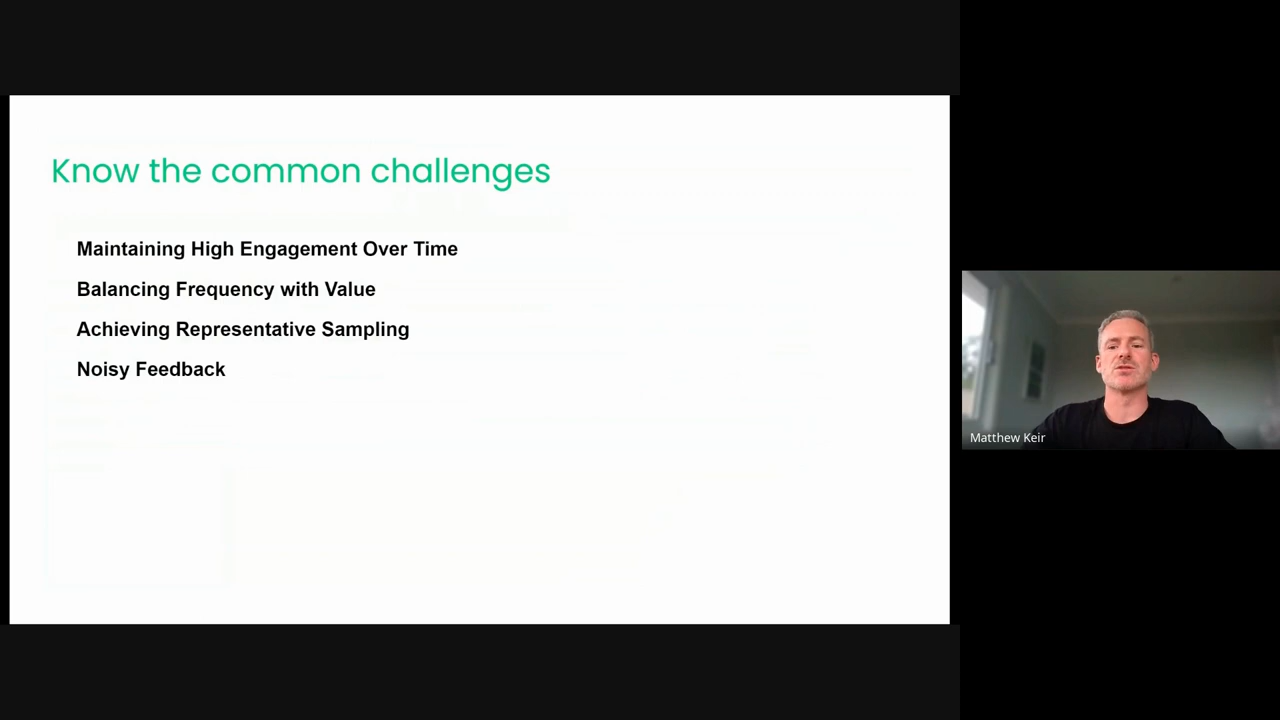 Know the common challenges
Maintaining High Engagement Over Time
Balancing Frequency with Value
Achieving Representative Sampling
Noisy Feedback
Matthew Keir